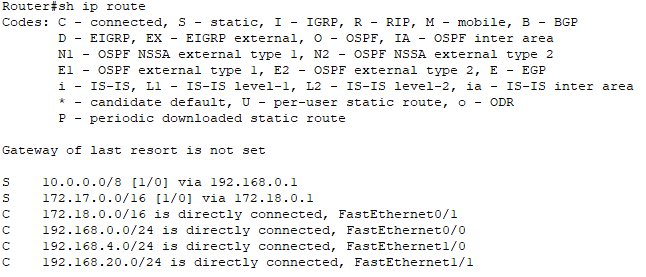 Router#sh ip route
Codes: C - connected, S - static, I - IGRP, R - RIP, M - mobile, B - BGP
       D - EIGRP, EX - EIGRP external, O - OSPF, IA - OSPF inter area
       N1 - OSPF NSSA external type 1, N2 - OSPF NSSA external type 2
       E1 - OSPF external type 1, E2 - OSPF external type 2, E - EGP
       i - IS-IS, L1 - IS-IS level-1, L2 - IS-IS level-2, ia - IS-IS inter area
       * - candidate default, U - per-user static route, o - ODR
       P - periodic downloaded static route

Gateway of last resort is not set

S    10.0.0.0/8 [1/0] via 192.168.0.1
S    172.17.0.0/16 [1/0] via 172.18.0.1
C    172.18.0.0/16 is directly connected, FastEthernet0/1
C    192.168.0.0/24 is directly connected, FastEthernet0/0
C    192.168.4.0/24 is directly connected, FastEthernet1/0
C    192.168.20.0/24 is directly connected, FastEthernet1/1